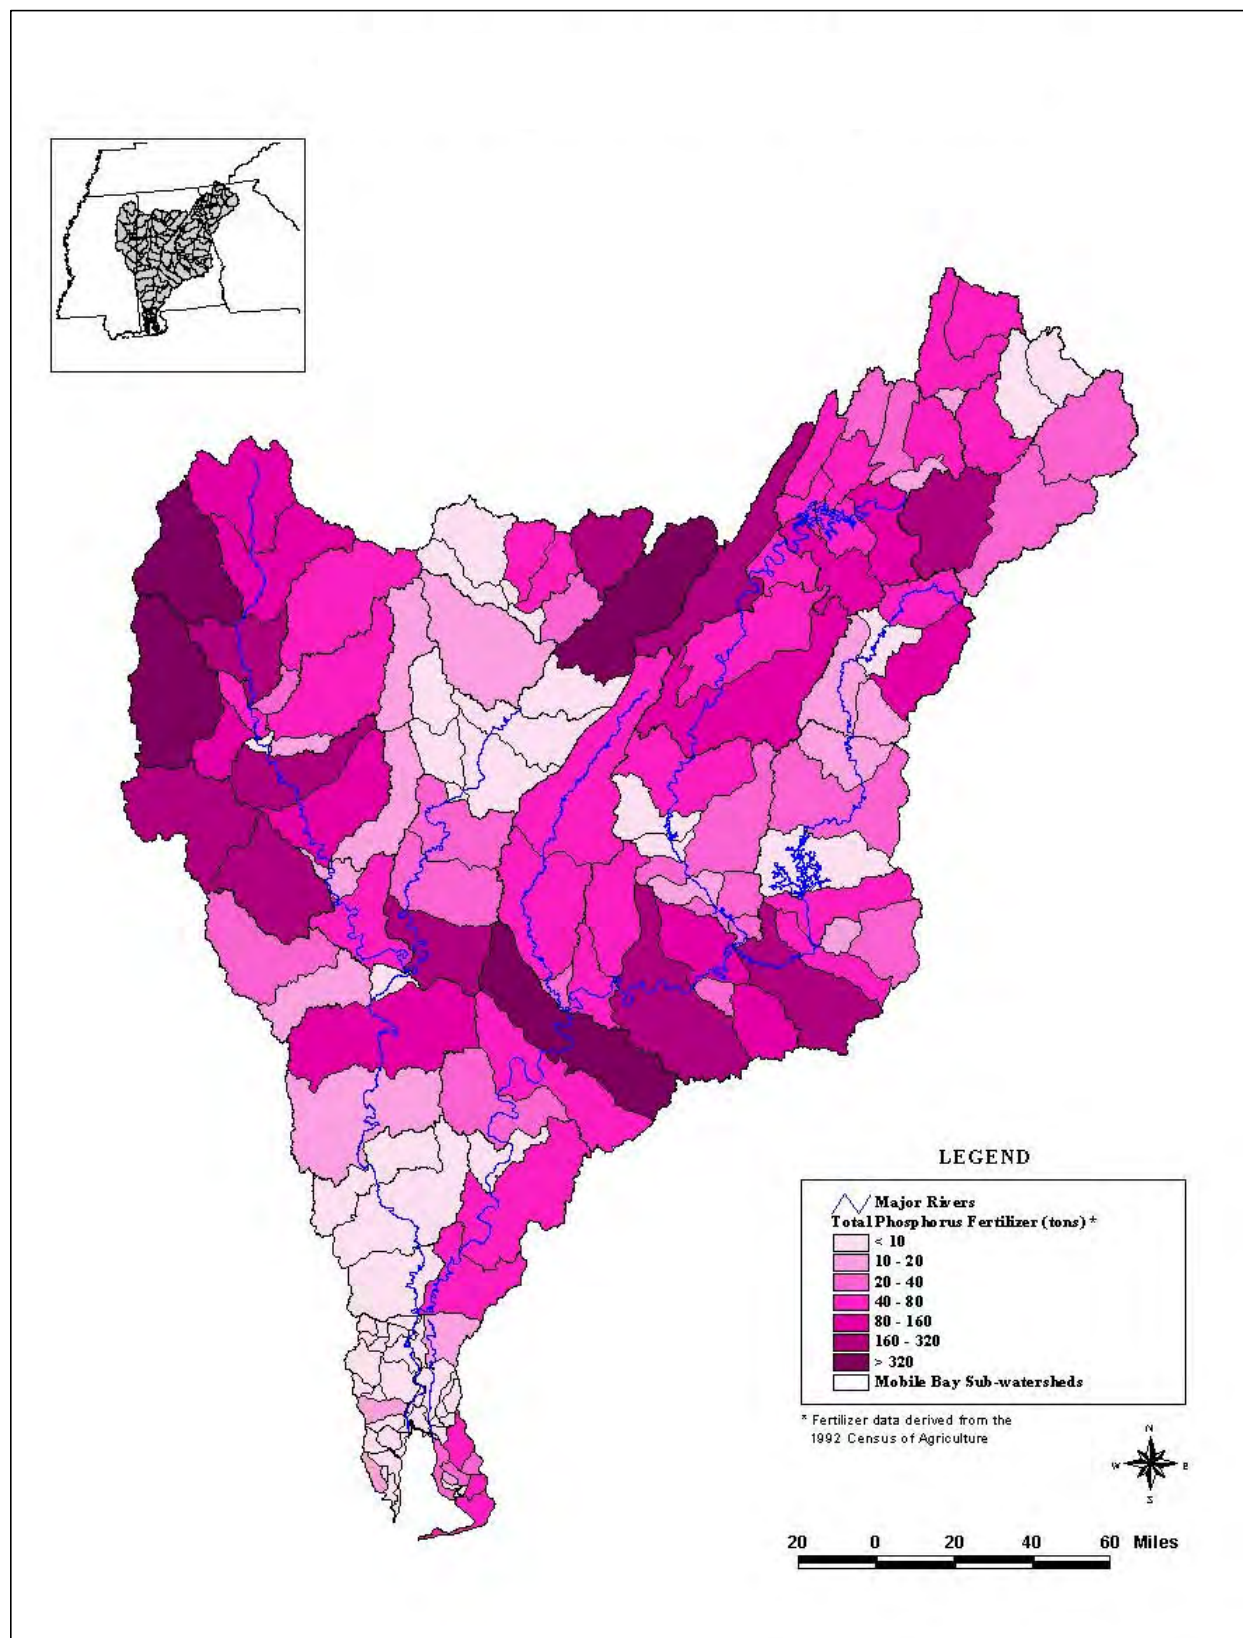 LEGEND
Major Rivers
Total Phosphorus Fertilizer (tons) *
< 10
10 - 20
20 - 40
40 - 80
80 - 160
160 - 320
> 320
Mobile Bay Sub-watersheds
* Fertilizer data derived from the
1992 Census of Agriculture
N
W E
S
20 0 20 40 60 Miles